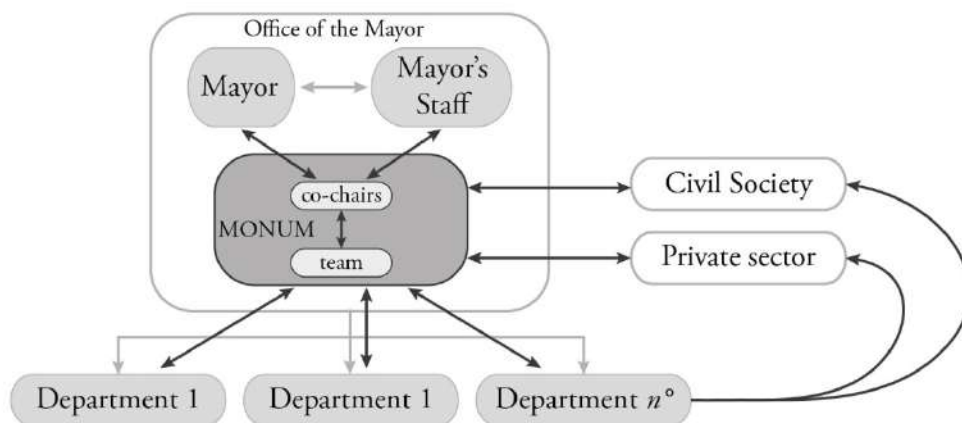 Office of the Mayor
Mayor
Mayor's
Staff
co-chairs
MONUM
team
Civil Society
Private sector
Department 1
Department 1
Department n°